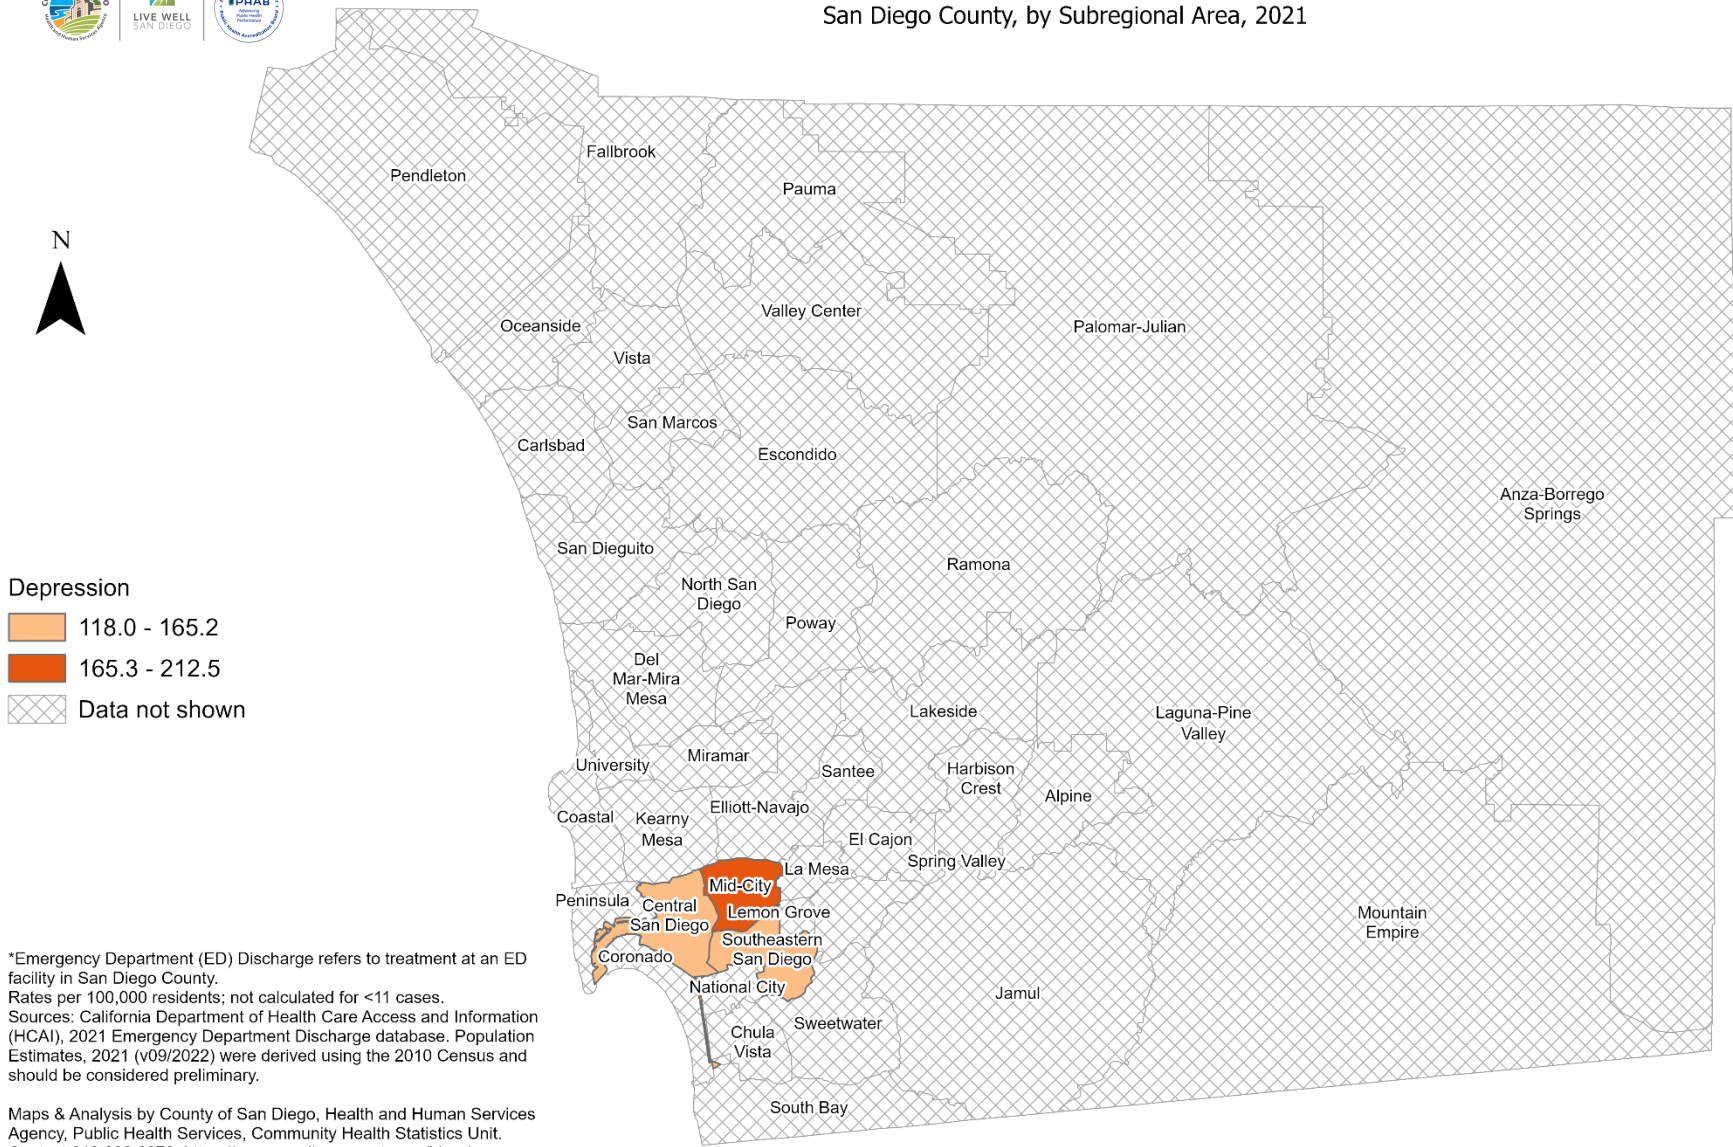 PHAB
Advancing
Public Health
Performance
LIVE WELL
SAN DIEGO
San Diego County, by Subregional Area, 2021
Pendleton
Fallbrook
Pauma
N
Oceanside
Vista
Valley Center
Palomar-Julian
San Marcos
Carlsbad
Escondido
Anza-Borrego
Springs
San Dieguito
North San
Diego
Ramona
Poway
Depression
118.0 - 165.2
165.3 - 212.5
Data not shown
Del
Mar-Mira
Mesa
Lakeside
Laguna-Pine
Valley
University
Miramar
Santee
Harbison
Crest
Alpine
Coastal
Kearny
Mesa
Elliott-Navajo
El Cajon
Spring Valley
La Mesa
Mid-City
Peninsula
Central
San Diego
Lemon Grove
Southeastern
San Diego
Coronado
National City
Mountain
Empire
Jamul
Sweetwater
Chula
Vista
South Bay
*Emergency Department (ED) Discharge refers to treatment at an ED
facility in San Diego County.
Rates per 100,000 residents; not calculated for <11 cases.
Sources: California Department of Health Care Access and Information
(HCAI), 2021 Emergency Department Discharge database. Population
Estimates, 2021 (v09/2022) were derived using the 2010 Census and
should be considered preliminary.
Maps & Analysis by County of San Diego, Health and Human Services
Agency, Public Health Services, Community Health Statistics Unit.